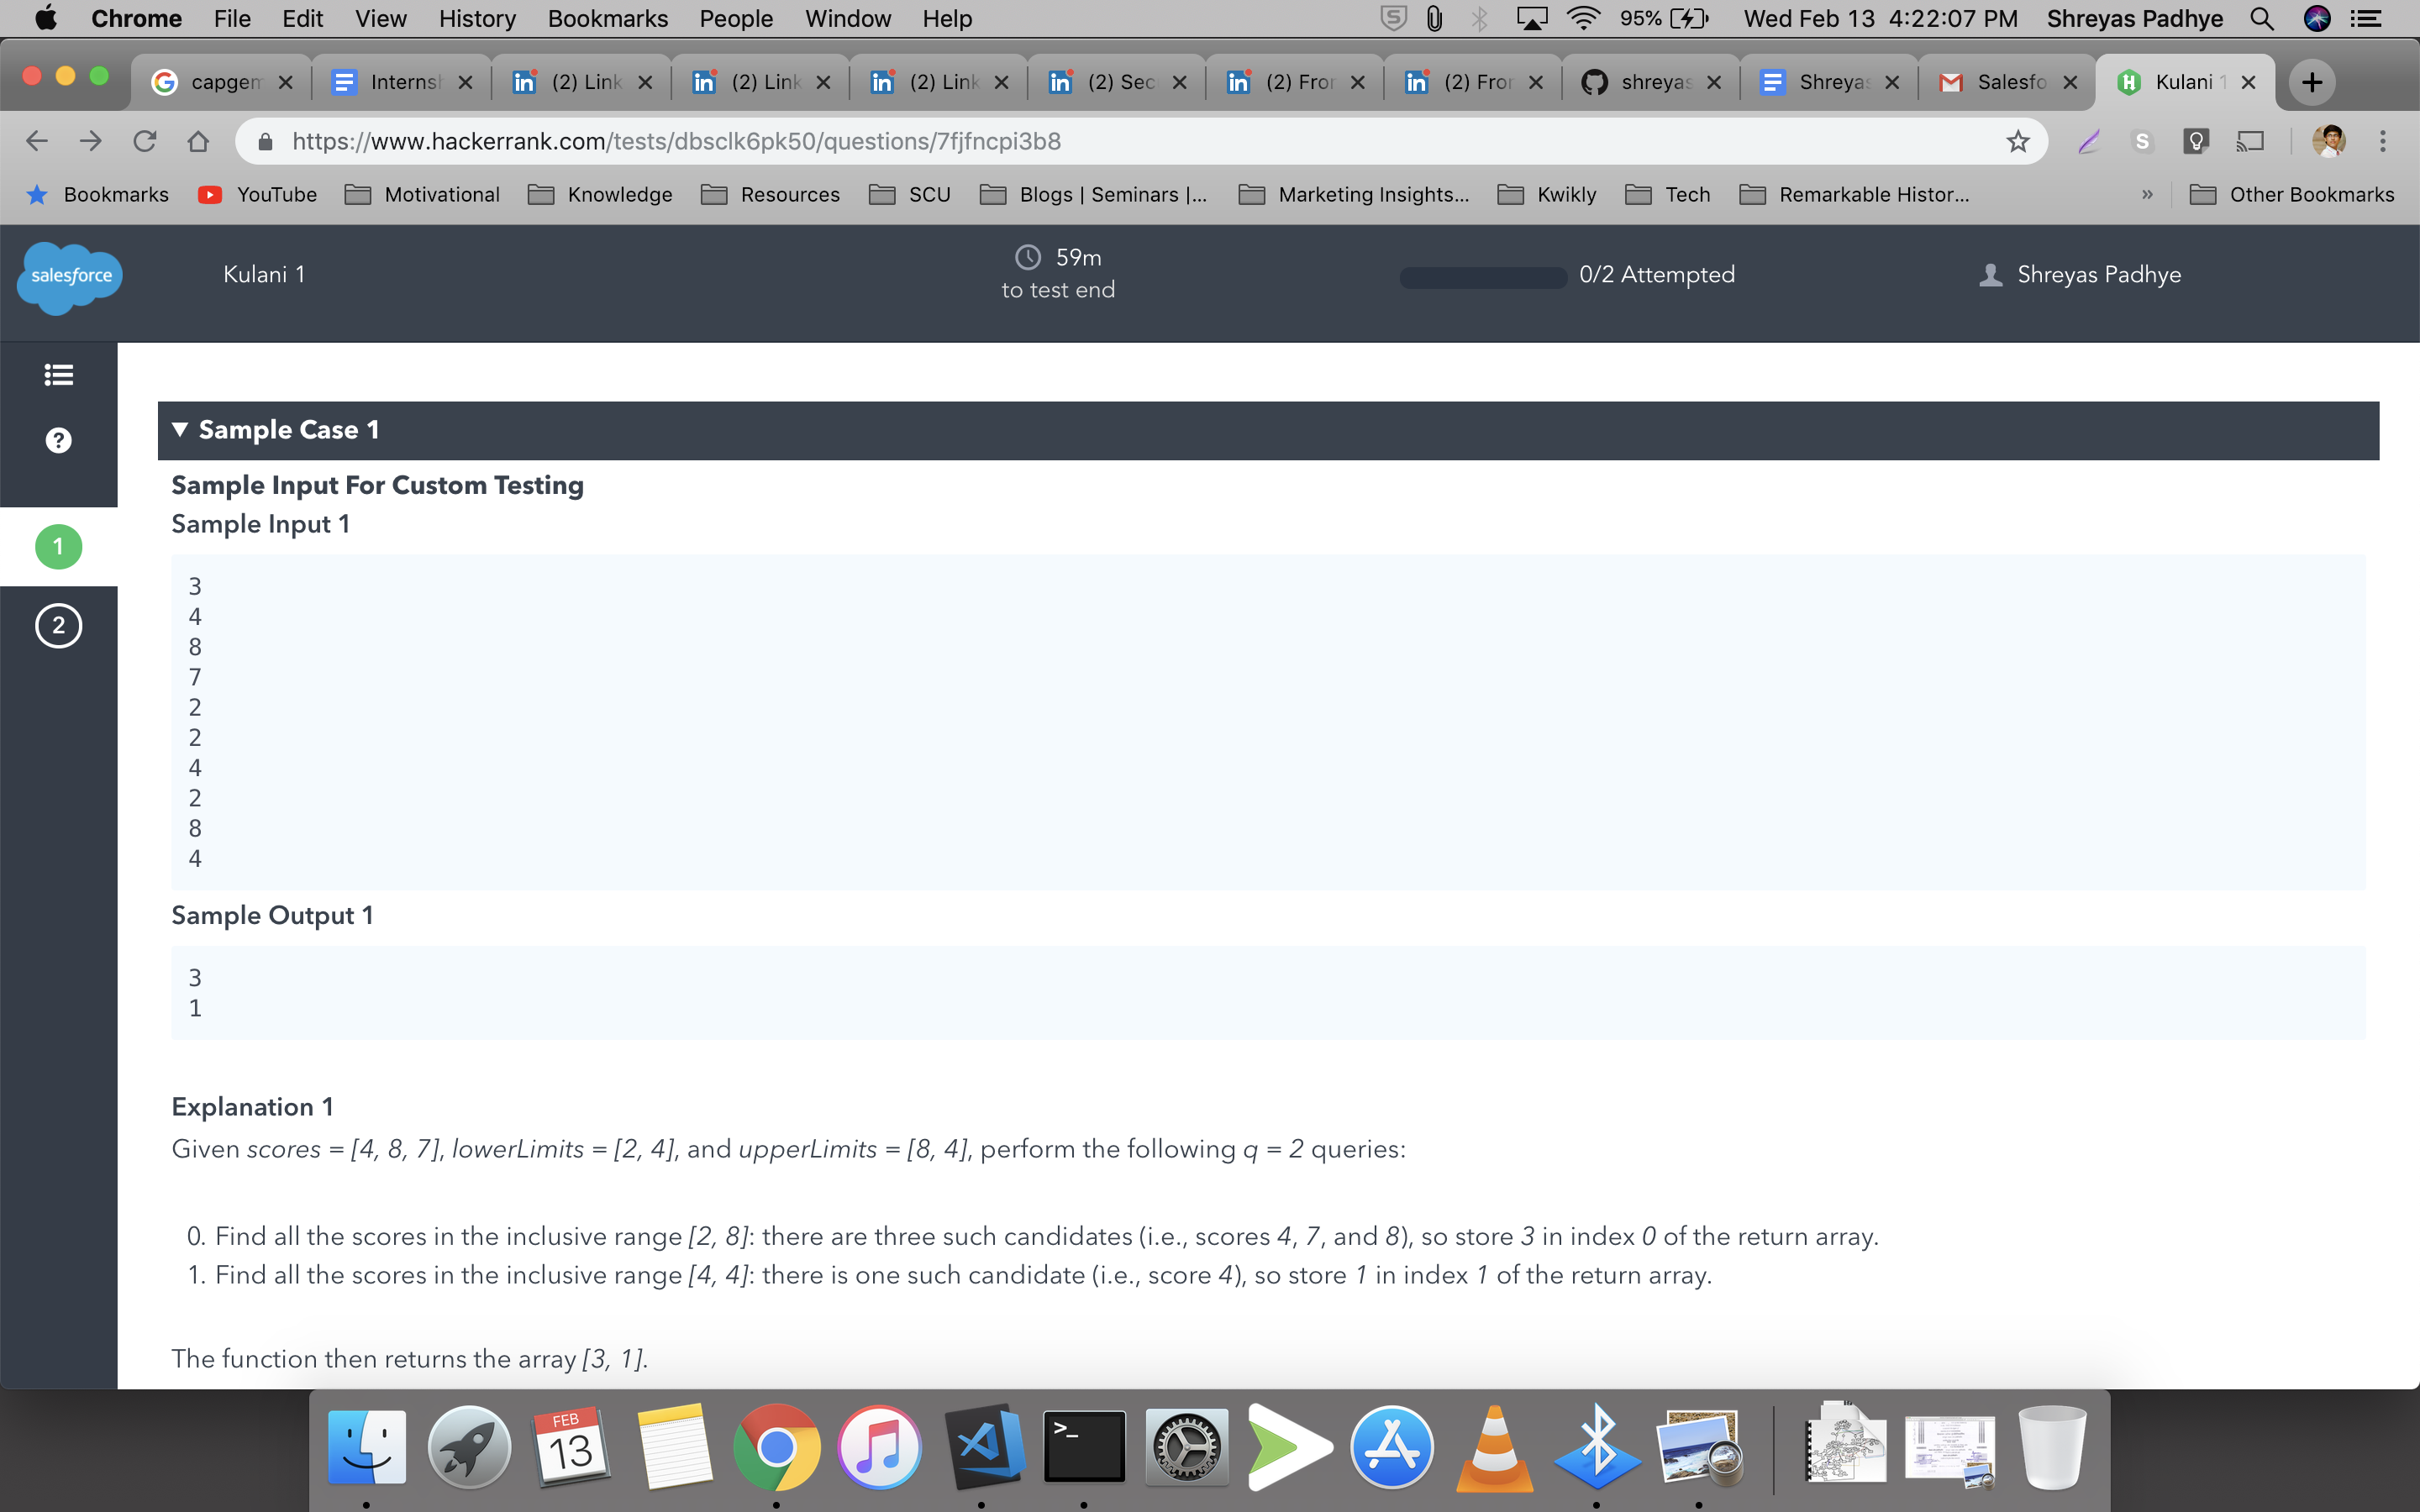 Chrome File Edit View History Bookmarks People Window Help 95% Wed Feb 13 4:22:07 PM Shreyas Padhye
capgem Internsh (2) Link (2) Link (2) Link (2) Sec (2) Fror (2) Fror shreyas Shreyas Salesfo Kulani 1
https://www.hackerrank.com/tests/dbsclk6pk50/questions/7fjfncpi3b8
Bookmarks YouTube Motivational Knowledge Resources SCU Blogs | Seminars |... Marketing Insights... Kwikly Tech Remarkable Histor... » Other Bookmarks
salesforce Kulani 1 59m 0/2 Attempted Shreyas Padhye
to test end
▼ Sample Case 1
?
Sample Input For Custom Testing
Sample Input 1
1
2
3
4
8
7
2
2
4
2
8
4
Sample Output 1
3
1
Explanation 1
Given scores = [4, 8, 7], lowerLimits = [2, 4], and upperLimits = [8, 4], perform the following q = 2 queries:
0. Find all the scores in the inclusive range [2, 8]: there are three such candidates (i.e., scores 4, 7, and 8), so store 3 in index 0 of the return array.
1. Find all the scores in the inclusive range [4, 4]: there is one such candidate (i.e., score 4), so store 1 in index 1 of the return array.
The function then returns the array [3, 1].
FEB
13
>_